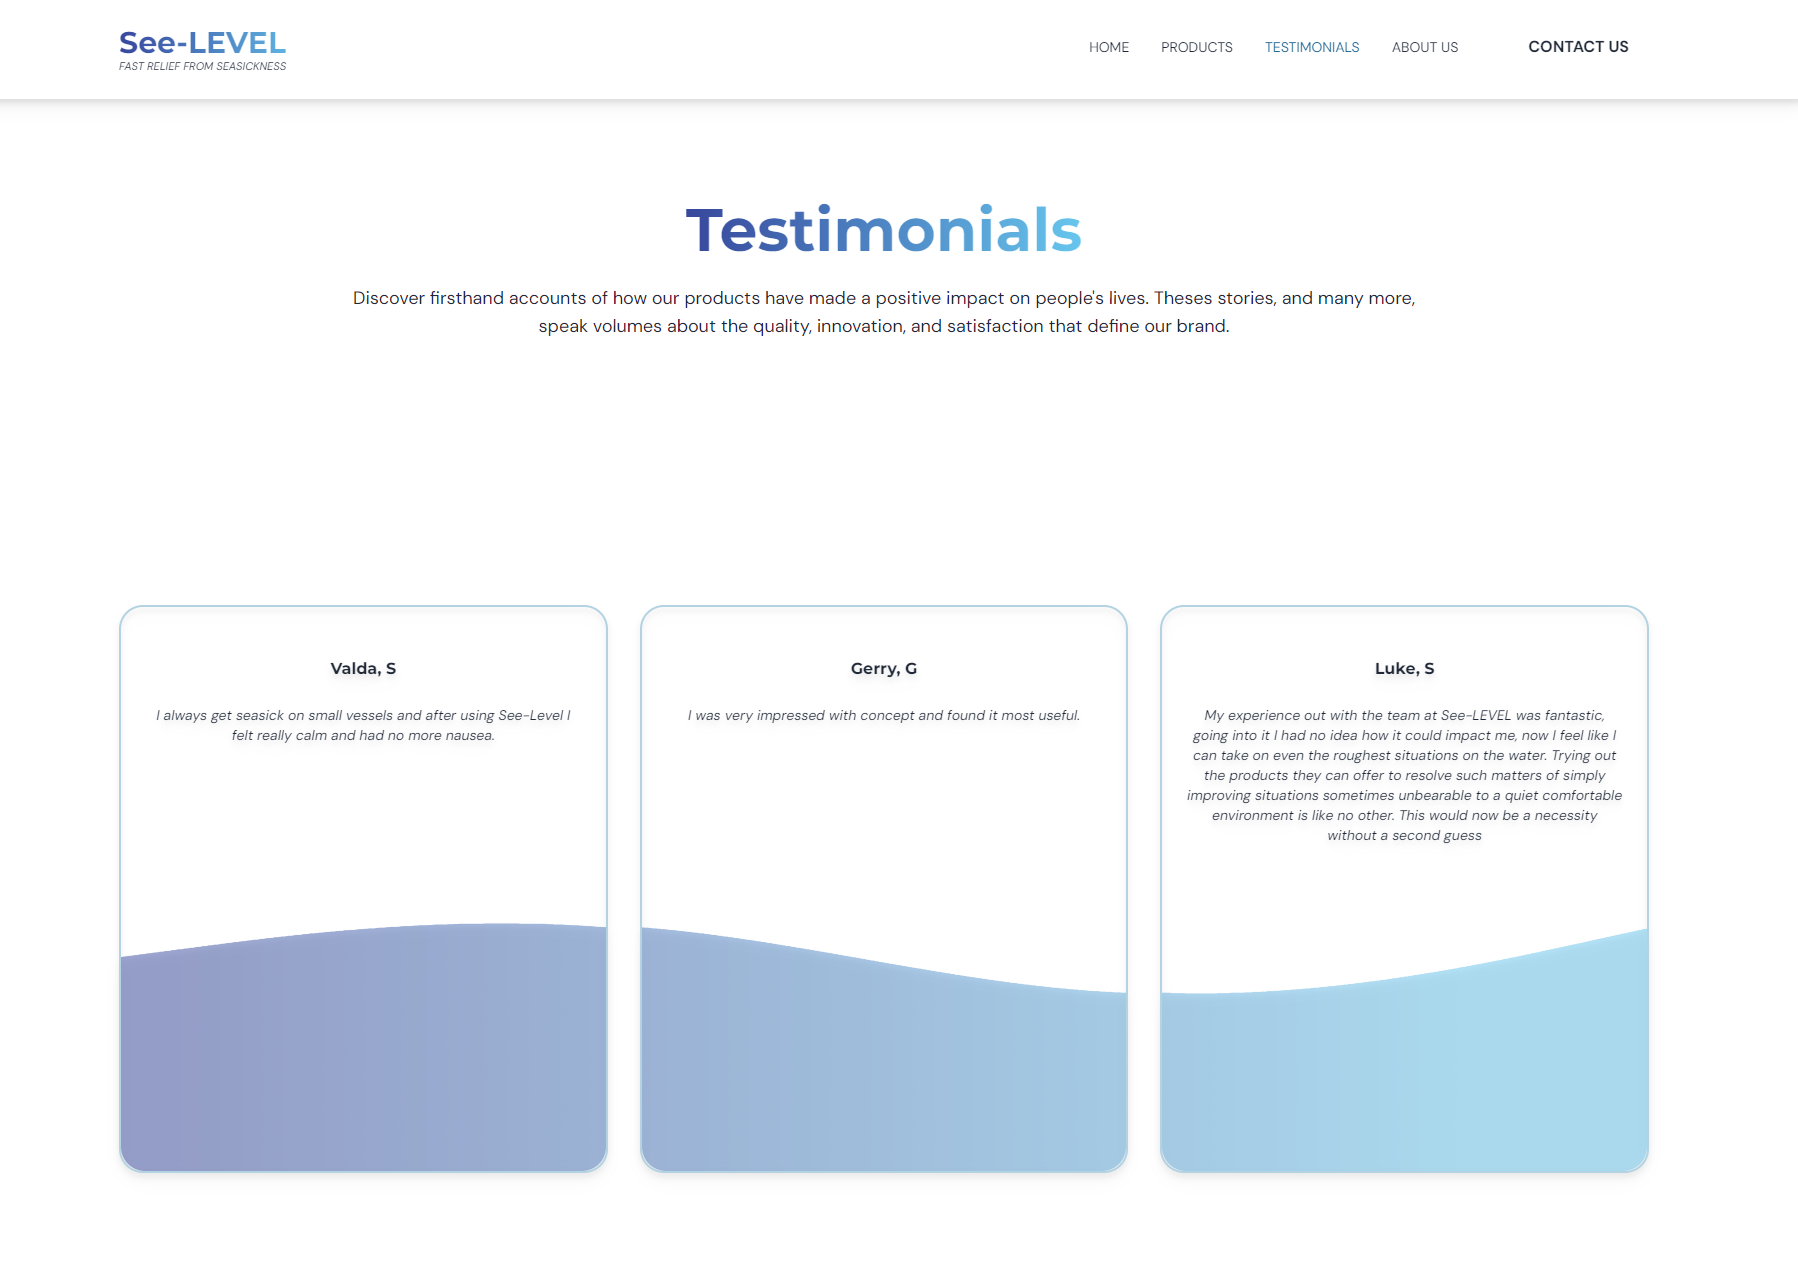 See-LEVEL
FAST RELIEF FROM SEASICKNESS
HOME PRODUCTS TESTIMONIALS ABOUT US CONTACT US
Testimonials
Discover firsthand accounts of how our products have made a positive impact on people's lives. Theses stories, and many more,
speak volumes about the quality, innovation, and satisfaction that define our brand.
Valda, S
I always get seasick on small vessels and after using See-Level I
felt really calm and had no more nausea.
Gerry, G
I was very impressed with concept and found it most useful.
Luke, S
My experience out with the team at See-LEVEL was fantastic,
going into it I had no idea how it could impact me, now I feel like I
can take on even the roughest situations on the water. Trying out
the products they can offer to resolve such matters of simply
improving situations sometimes unbearable to a quiet comfortable
environment is like no other. This would now be a necessity
without a second guess